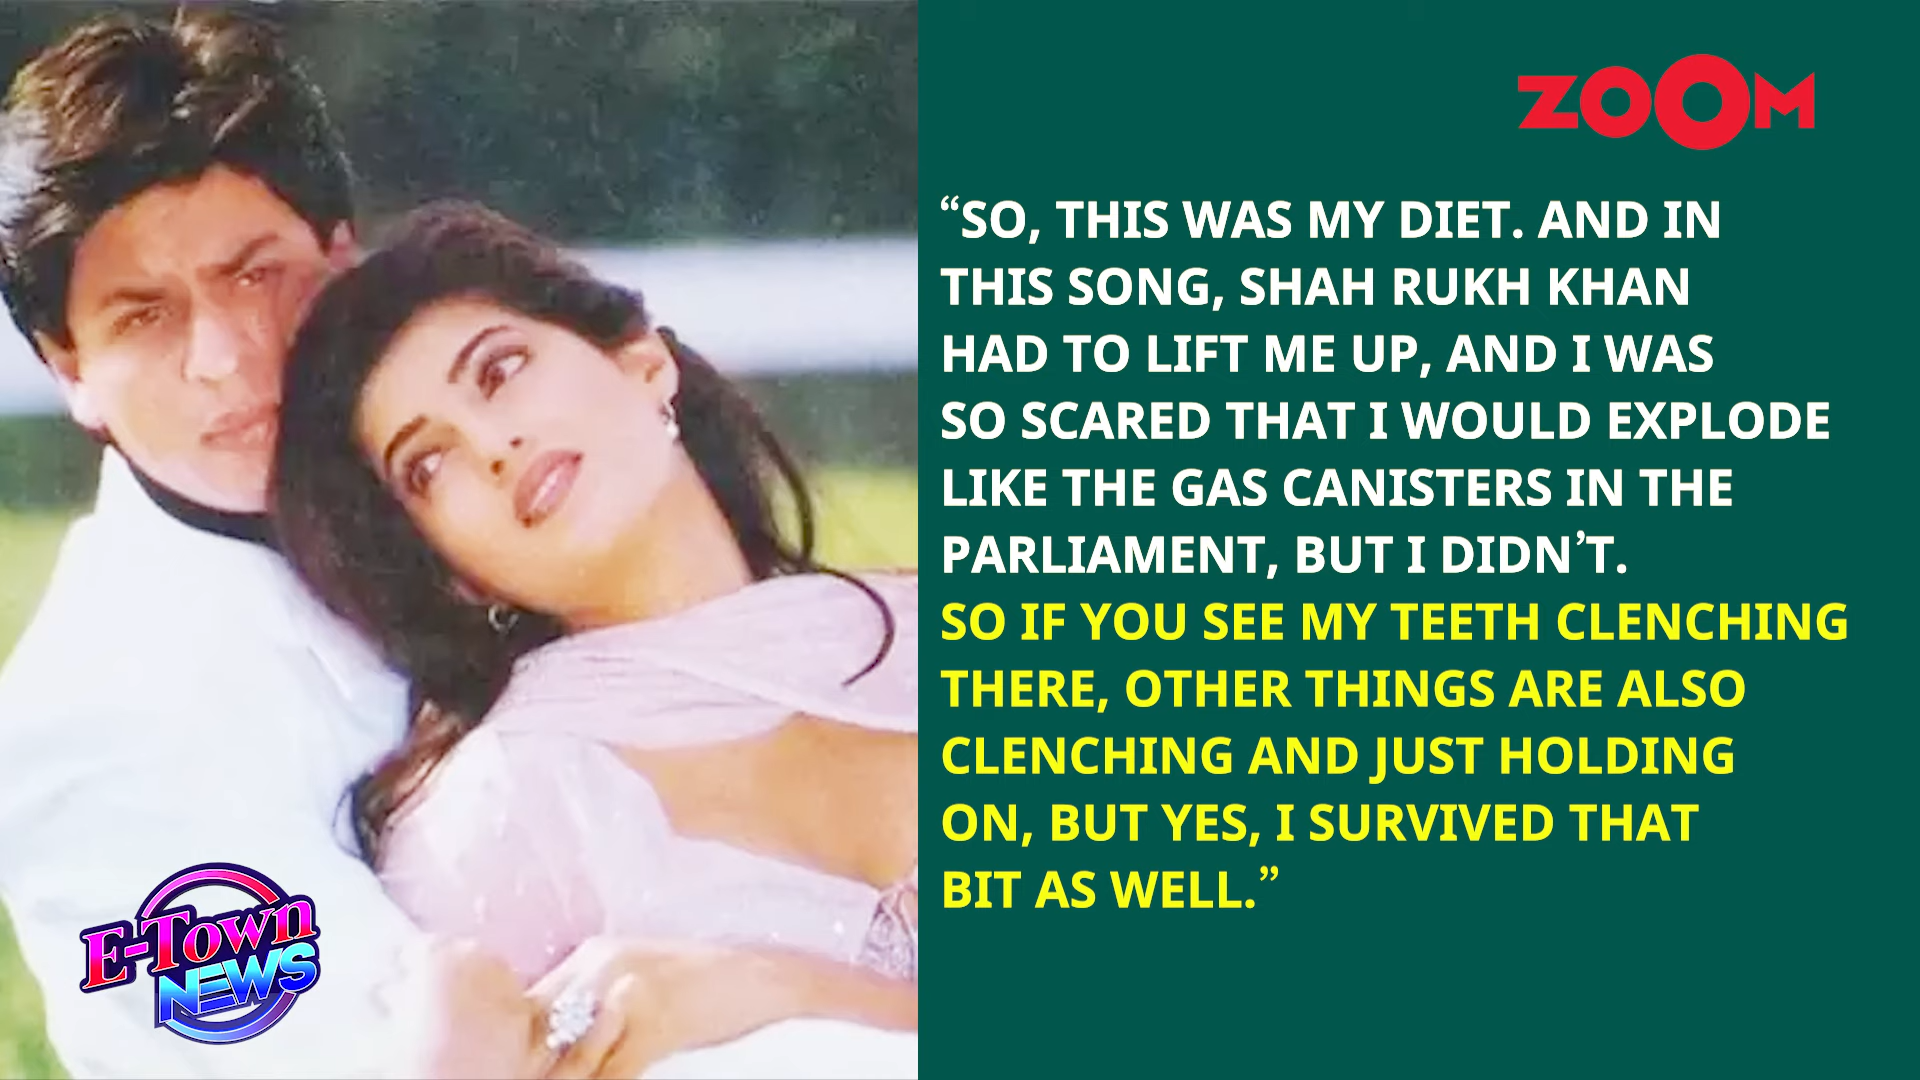 ZOOM
“SO, THIS WAS MY DIET. AND IN
THIS SONG, SHAH RUKH KHAN
HAD TO LIFT ME UP, AND I WAS
SO SCARED THAT I WOULD EXPLODE
LIKE THE GAS CANISTERS IN THE
PARLIAMENT, BUT I DIDN’T.
SO IF YOU SEE MY TEETH CLENCHING
THERE, OTHER THINGS ARE ALSO
CLENCHING AND JUST HOLDING
ON, BUT YES, I SURVIVED THAT
BIT AS WELL.”
E-TOWN
NEWS